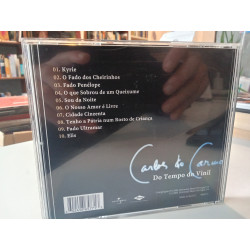 01. Kyrie
02. O Fado dos Cheirinhos
03. Fado Penélope
04. O que Sobrou de um Queixume
05. Sou da Noite
06. O Nosso Amor é Livre
07. Cidade Cinzenta
08. Tenho a Pátria num Rosto de Criança
09. Fado Ultramar
10. Elis
Carlos do Carmo
Do Tempo do Vinil